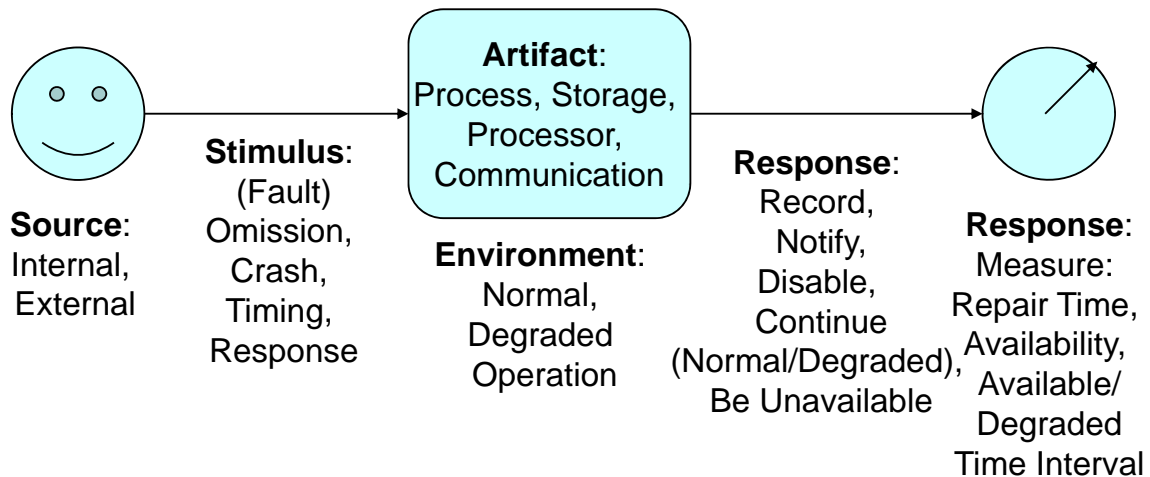 Source:
Internal,
External
Stimulus:
(Fault)
Omission,
Crash,
Timing,
Response
Artifact:
Process, Storage,
Processor,
Communication
Environment:
Normal,
Degraded
Operation
Response:
Record,
Notify,
Disable,
Continue
(Normal/Degraded),
Be Unavailable
Response:
Measure:
Repair Time,
Availability,
Available/
Degraded
Time Interval